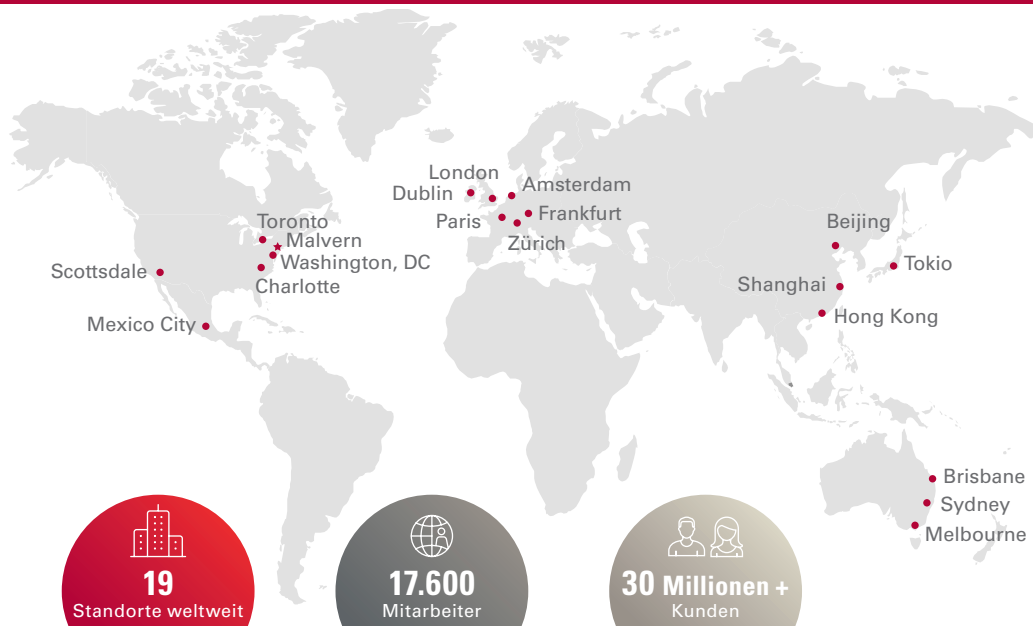 London
Dublin
Amsterdam
Paris
Frankfurt
Zürich
Toronto
Malvern
Washington, DC
Scottsdale
Charlotte
Mexico City
Beijing
Tokio
Shanghai
Hong Kong
Brisbane
Sydney
Melbourne
19
Standorte weltweit
17.600
Mitarbeiter
30 Millionen +
Kunden